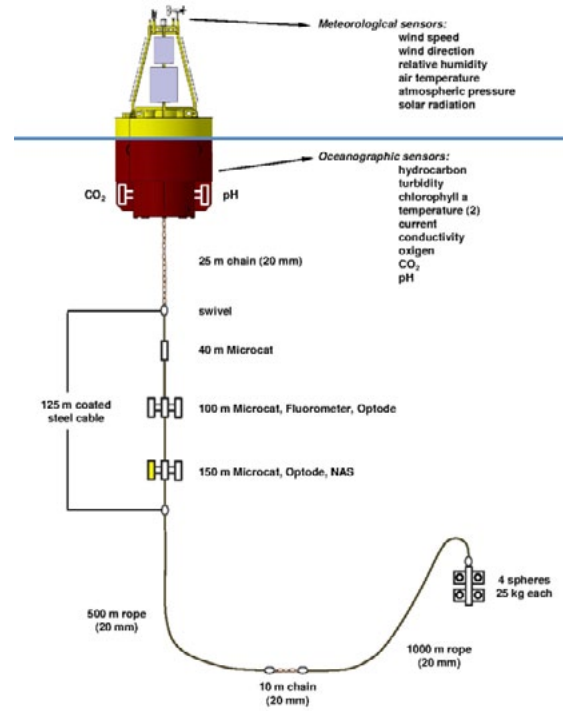 Meteorological sensors:
wind speed
wind direction
relative humidity
air temperature
atmospheric pressure
solar radiation
Oceanographic sensors:
hydrocarbon
turbidity
chlorophyll a
temperature (2)
current
conductivity
oxigen
CO₂
pH
CO₂
pH
25 m chain (20 mm)
swivel
40 m Microcat
125 m coated
steel cable
100 m Microcat, Fluorometer, Optode
150 m Microcat, Optode, NAS
4 spheres
25 kg each
500 m rope
(20 mm)
1000 m rope
(20 mm)
10 m chain
(20 mm)